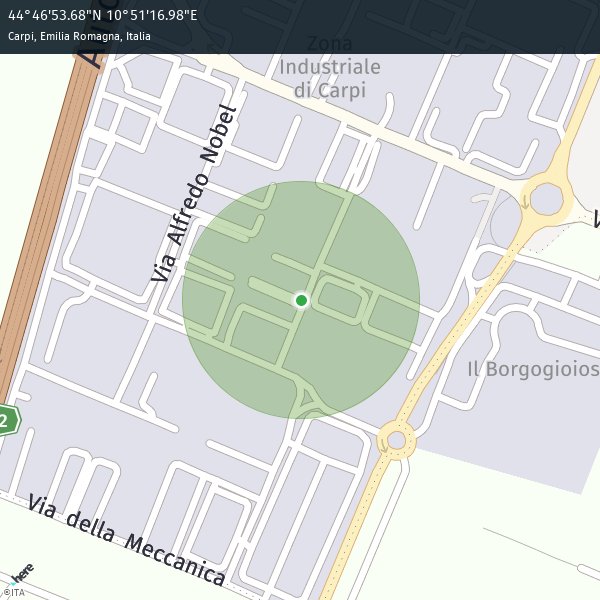 44°46'53.68"N 10°51'16.98"E
Carpi, Emilia Romagna, Italia
Zona
Industriale
di Carpi
Via Alfredo Nobel
Il Borgogioios
2
Via della Meccanica
here
©ITA